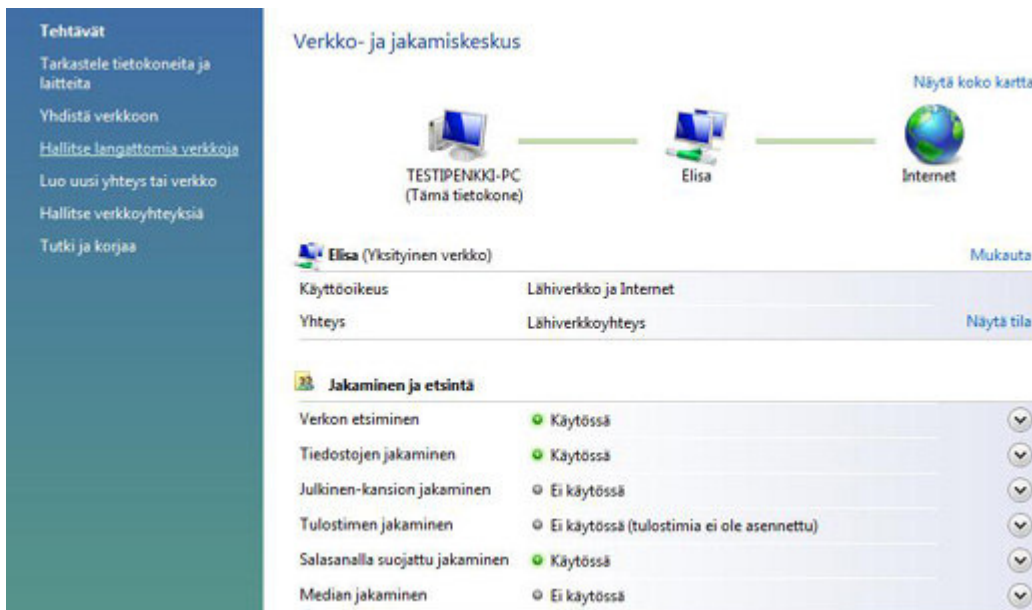 Tehtävät
Tarkastele tietokoneita ja
laitteita
Yhdistä verkkoon
Hallitse langattomia verkkoja
Luo uusi yhteys tai verkko
Hallitse verkkoyhteyksiä
Tutki ja korjaa
Verkko- ja jakamiskeskus
Näytä koko kartta
TESTIPENKKI-PC
(Tämä tietokone)
Elisa
Internet
Elisa (Yksityinen verkko) Mukauta
Käyttöoikeus Lähiverkko ja Internet
Yhteys Lähiverkkoyhteys Näytä tila
Jakaminen ja etsintä
Verkon etsiminen Käytössä
Tiedostojen jakaminen Käytössä
Julkinen-kansion jakaminen Ei käytössä
Tulostimen jakaminen Ei käytössä (tulostimia ei ole asennettu)
Salasanalla suojattu jakaminen Käytössä
Median jakaminen Ei käytössä